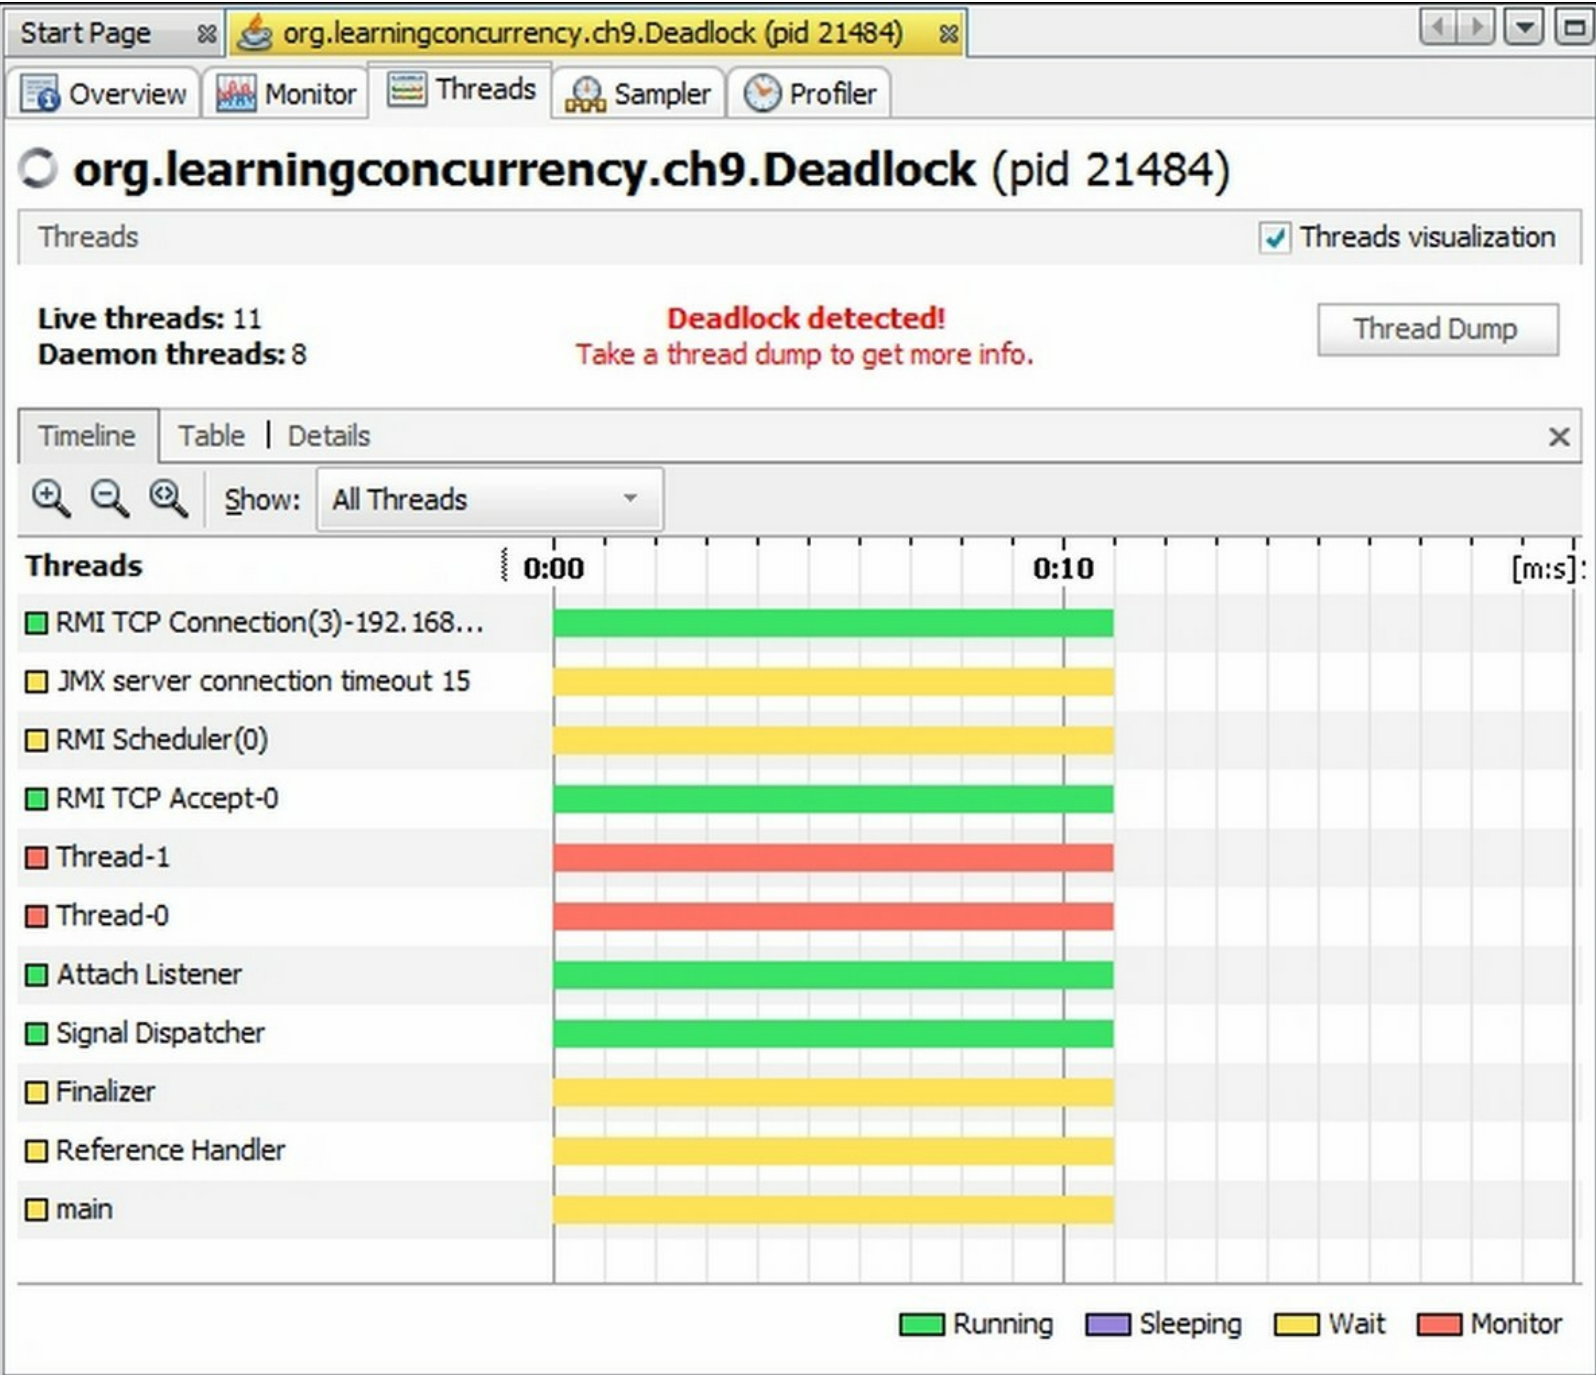 Start Page org.learningconcurrency.ch9.Deadlock (pid 21484)
Overview Monitor Threads Sampler Profiler
org.learningconcurrency.ch9.Deadlock (pid 21484)
Threads Threads visualization
Live threads: 11 Deadlock detected! Thread Dump
Daemon threads: 8 Take a thread dump to get more info.
Timeline Table | Details
Show: All Threads
Threads 0:00 0:10 [m:s]
RMI TCP Connection(3)-192.168...
JMX server connection timeout 15
RMI Scheduler(0)
RMI TCP Accept-0
Thread-1
Thread-0
Attach Listener
Signal Dispatcher
Finalizer
Reference Handler
main
Running Sleeping Wait Monitor